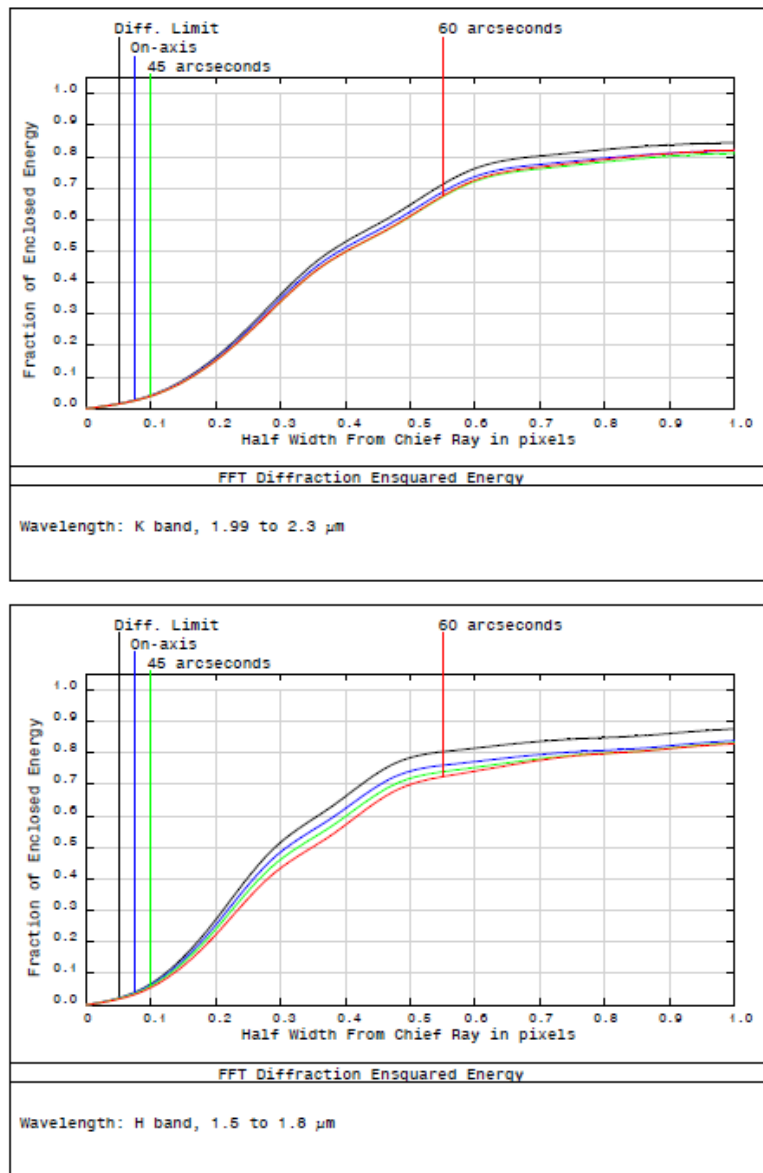 Diff. Limit
60 arcseconds
On-axis
45 arcseconds
1.0
0.9
0.8
0.7
0.6
0.5
0.4
0.3
0.2
0.1
0.0
Fraction of Enclosed Energy
0 0.1 0.2 0.3 0.4 0.5 0.6 0.7 0.8 0.9 1.0
Half Width From Chief Ray in pixels
FFT Diffraction Ensquared Energy
Wavelength: K band, 1.99 to 2.3 µm
Diff. Limit
60 arcseconds
On-axis
45 arcseconds
1.0
0.9
0.8
0.7
0.6
0.5
0.4
0.3
0.2
0.1
0.0
Fraction of Enclosed Energy
0 0.1 0.2 0.3 0.4 0.5 0.6 0.7 0.8 0.9 1.0
Half Width From Chief Ray in pixels
FFT Diffraction Ensquared Energy
Wavelength: H band, 1.5 to 1.8 µm